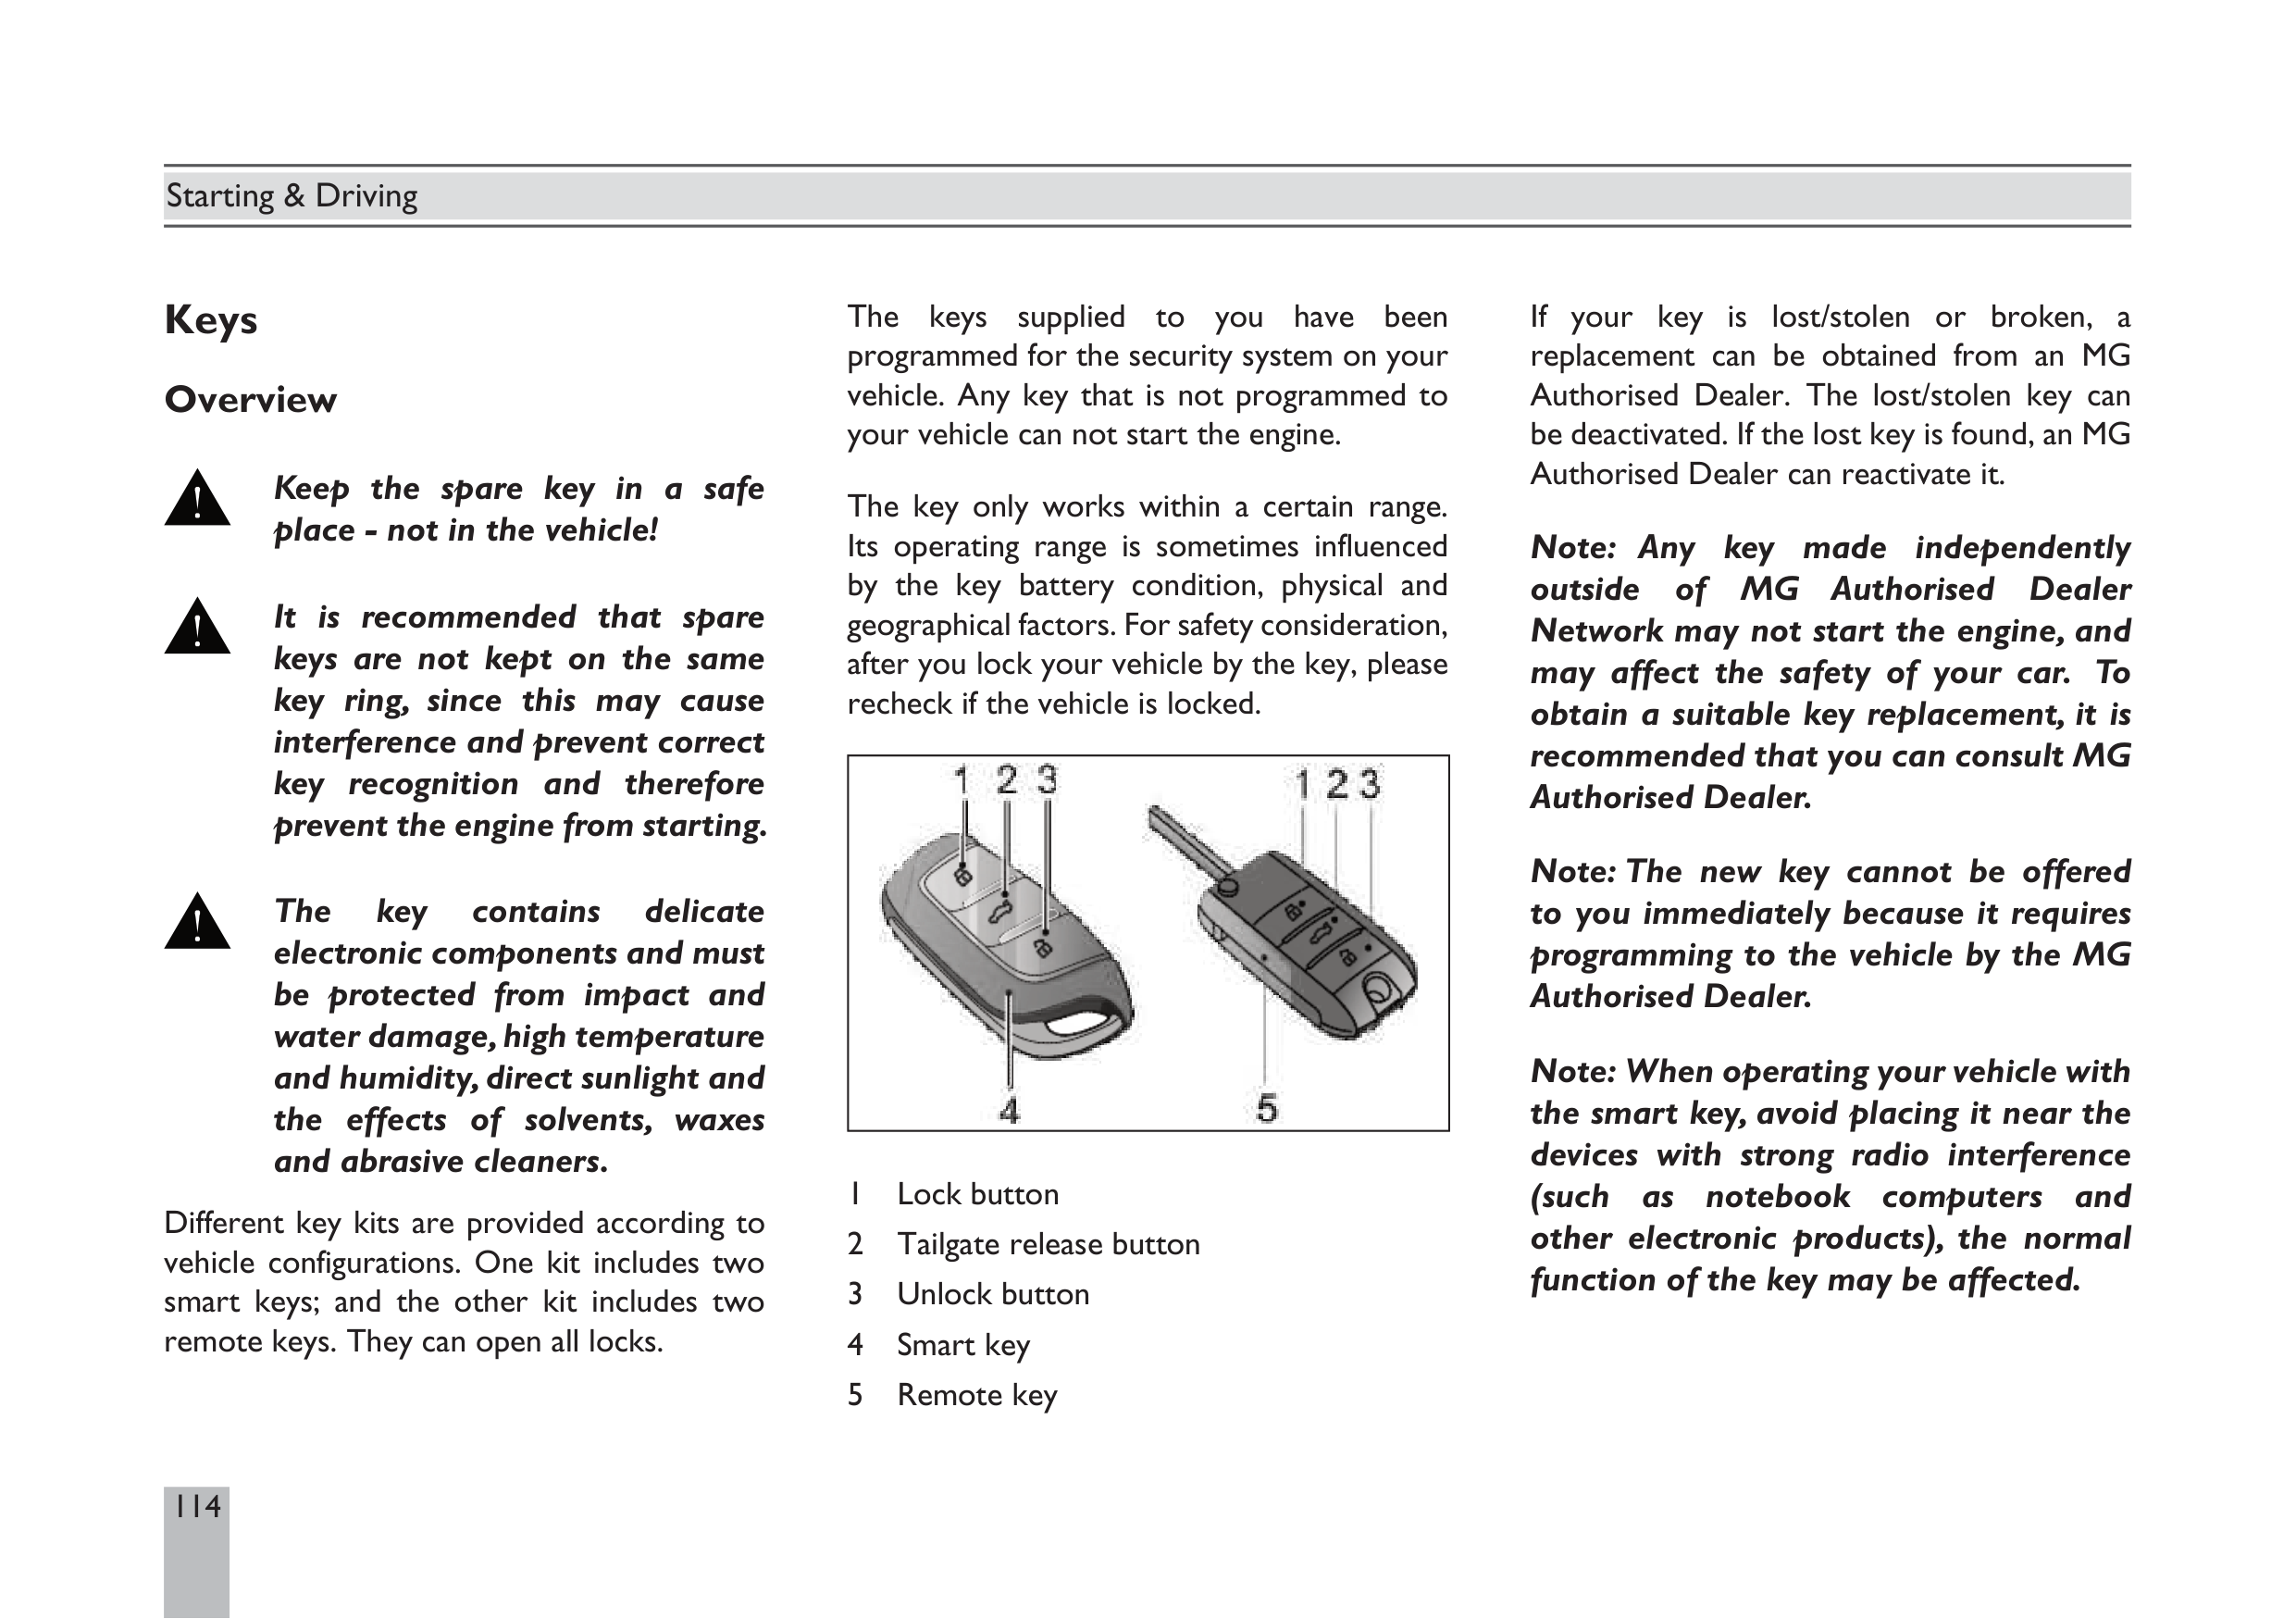 Starting & Driving
Keys
Overview
Keep the spare key in a safe
place - not in the vehicle!
It is recommended that spare
keys are not kept on the same
key ring, since this may cause
interference and prevent correct
key recognition and therefore
prevent the engine from starting.
The key contains delicate
electronic components and must
be protected from impact and
water damage, high temperature
and humidity, direct sunlight and
the effects of solvents, waxes
and abrasive cleaners.
Different key kits are provided according to
vehicle configurations. One kit includes two
smart keys; and the other kit includes two
remote keys. They can open all locks.
The keys supplied to you have been
programmed for the security system on your
vehicle. Any key that is not programmed to
your vehicle can not start the engine.
The key only works within a certain range.
Its operating range is sometimes influenced
by the key battery condition, physical and
geographical factors. For safety consideration,
after you lock your vehicle by the key, please
recheck if the vehicle is locked.
1 2 3
1 2 3
4
5
1 Lock button
2 Tailgate release button
3 Unlock button
4 Smart key
5 Remote key
If your key is lost/stolen or broken, a
replacement can be obtained from an MG
Authorised Dealer. The lost/stolen key can
be deactivated. If the lost key is found, an MG
Authorised Dealer can reactivate it.
Note: Any key made independently
outside of MG Authorised Dealer
Network may not start the engine, and
may affect the safety of your car. To
obtain a suitable key replacement, it is
recommended that you can consult MG
Authorised Dealer.
Note: The new key cannot be offered
to you immediately because it requires
programming to the vehicle by the MG
Authorised Dealer.
Note: When operating your vehicle with
the smart key, avoid placing it near the
devices with strong radio interference
(such as notebook computers and
other electronic products), the normal
function of the key may be affected.
114